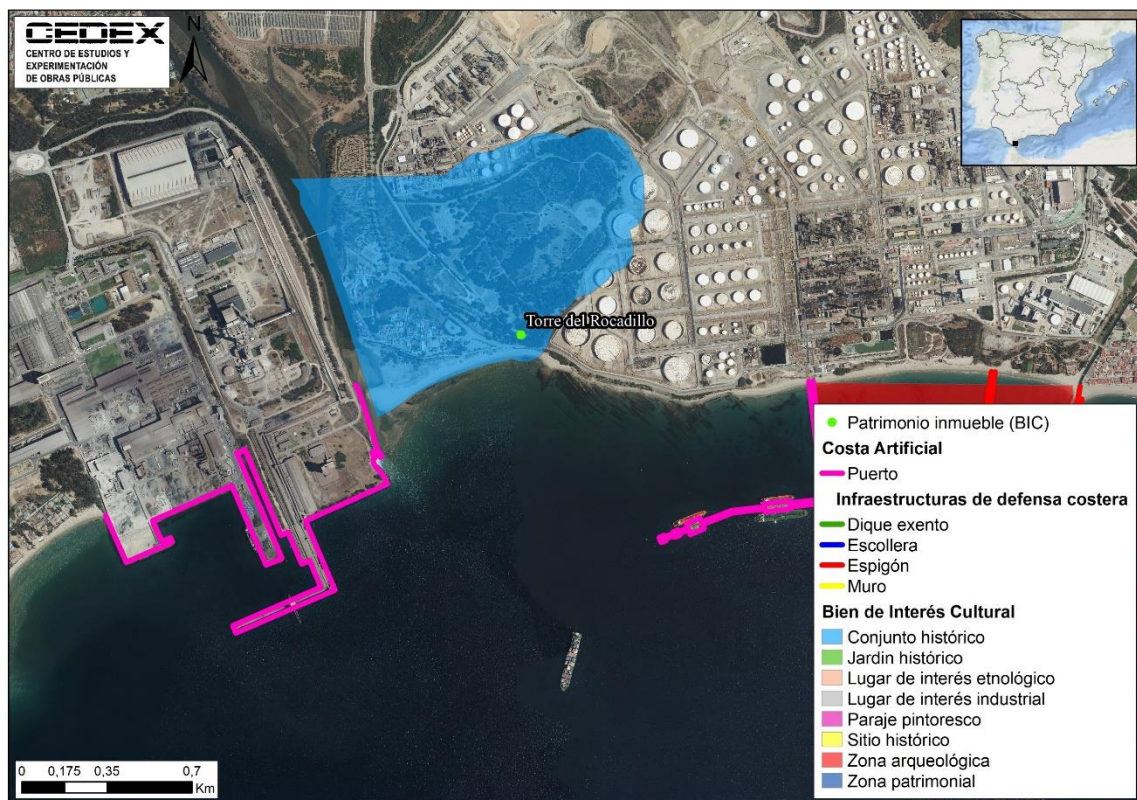 CEDEX
CENTRO DE ESTUDIOS Y
EXPERIMENTACIÓN
DE OBRAS PÚBLICAS
N
Torre del Rocadillo
Patrimonio inmueble (BIC)
Costa Artificial
Puerto
Infraestructuras de defensa costera
Dique exento
Escollera
Espigón
Muro
Bien de Interés Cultural
Conjunto histórico
Jardin histórico
Lugar de interés etnológico
Lugar de interés industrial
Paraje pintoresco
Sitio histórico
Zona arqueológica
Zona patrimonial
0 0,175 0,35 0,7
Km